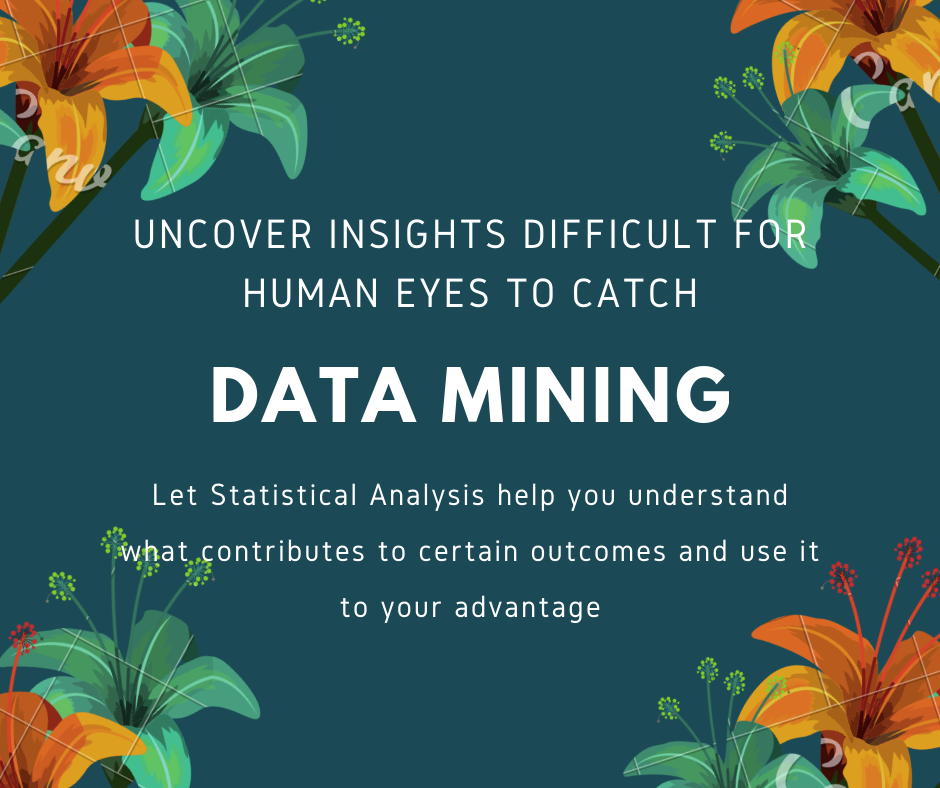 UNCOVER INSIGHTS DIFFICULT FOR
HUMAN EYES TO CATCH
DATA MINING
Let Statistical Analysis help you understand
what contributes to certain outcomes and use it
to your advantage